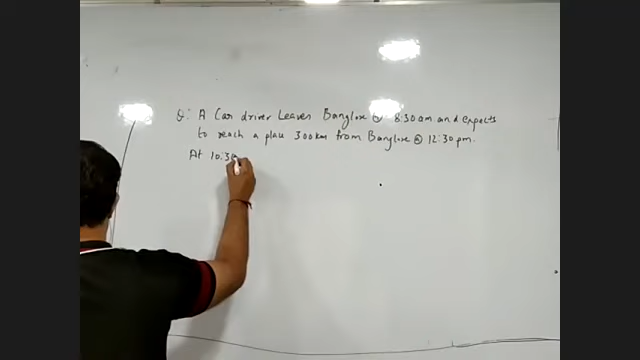 Q: A Car driver Leaves Banglore @ 8:30 am and expects
to reach a place 300km from Banglore @ 12:30 pm.
At 10:30